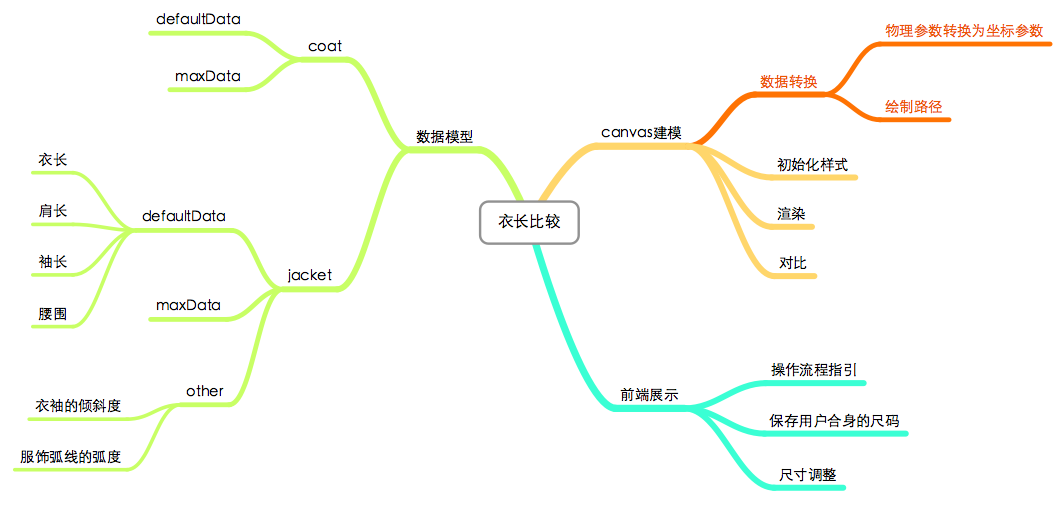 defaultData
coat
maxData
数据模型
衣长
肩长
defaultData
袖长
腰围
jacket
maxData
other
衣袖的倾斜度
服饰弧线的弧度
衣长比较
物理参数转换为坐标参数
数据转换
绘制路径
canvas建模
初始化样式
渲染
对比
操作流程指引
前端展示
保存用户合身的尺码
尺寸调整